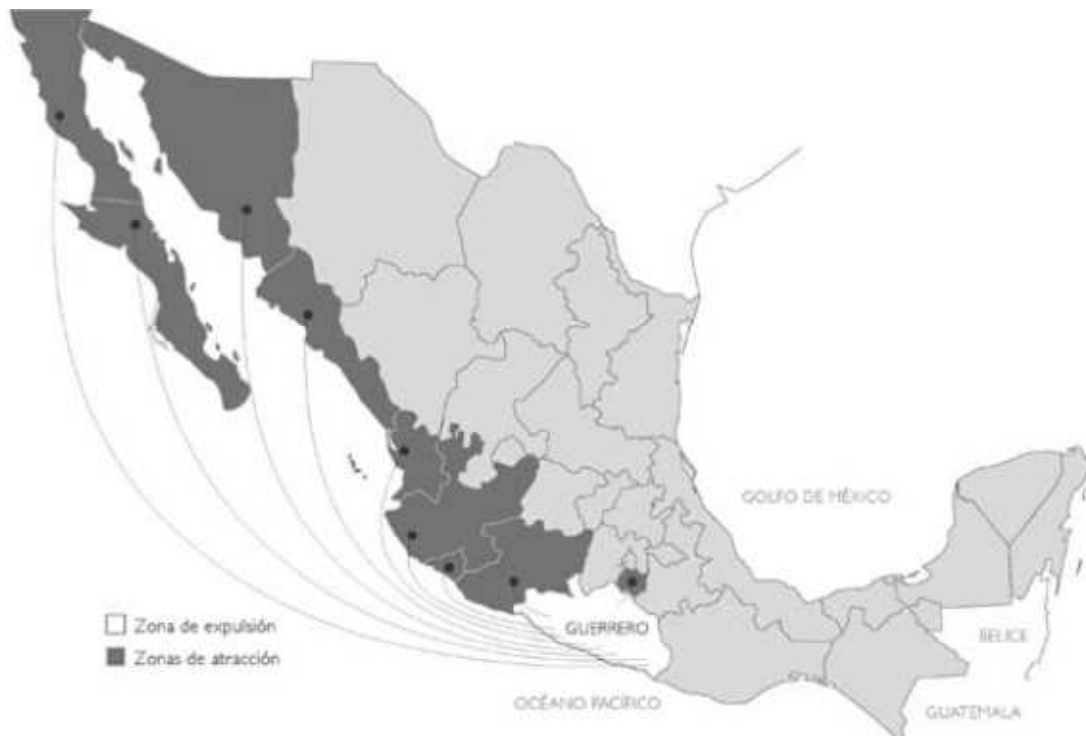 GOLFO DE MÉXICO
Zona de expulsión
GUERRERO
BELICE
Zonas de atracción
OCÉANO PACÍFICO
GUATEMALA